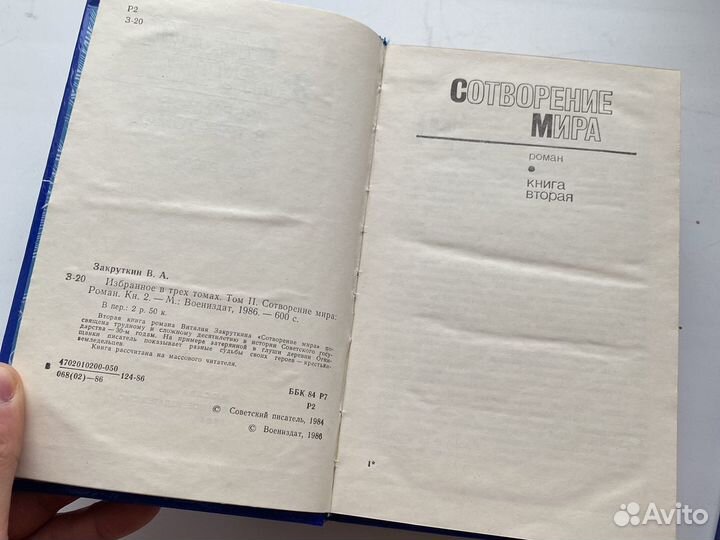 Р2
З-20
Закруткин В. А.
З-20 Избранное в трех томах. Том II. Сотворение мира:
Роман. Кн. 2. — М.: Воениздат, 1986. — 600 с.
В пер.: 2 р. 50 к.
Вторая книга романа Виталия Закруткина «Сотворение мира» по-
священа трудному и сложному десятилетию в истории Советского госу-
дарства — 30-м годам. На примере затерянной в глуши деревни Огни-
щанки писатель показывает разные судьбы своих героев — крестьян-
земледельцев.
Книга рассчитана на массового читателя.
В 4702010200-050
068(02)—86 124-86
ББК 84 Р7
Р2
© Советский писатель, 1984
© Воениздат, 1986
СОТВОРЕНИЕ
МИРА
роман
книга
вторая
1*
Avito